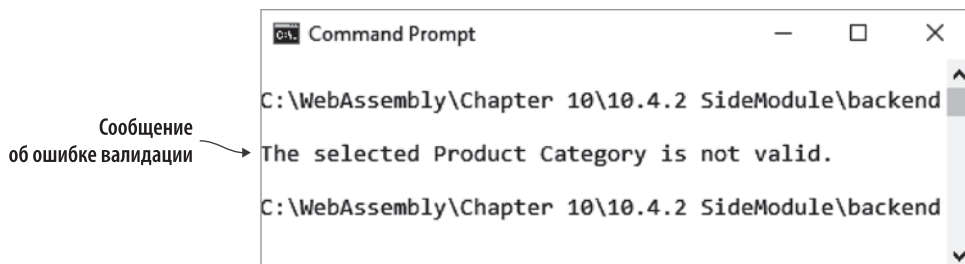 Command Prompt
C:\WebAssembly\Chapter 10\10.4.2 SideModule\backend
Сообщение
об ошибке валидации
The selected Product Category is not valid.
C:\WebAssembly\Chapter 10\10.4.2 SideModule\backend